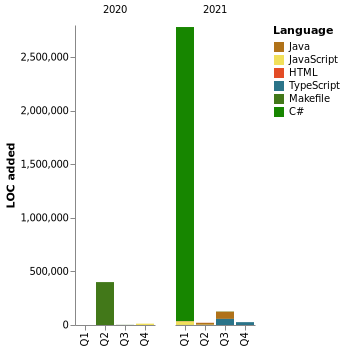 2020 2021
Language
Java
JavaScript
HTML
TypeScript
Makefile
C#
LOC added
2,500,000
2,000,000
1,500,000
1,000,000
500,000
0
Q1 Q2 Q3 Q4 Q1 Q2 Q3 Q4